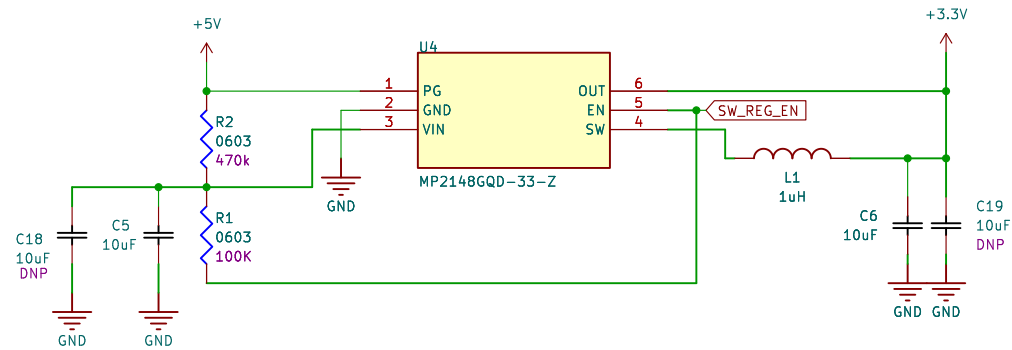 +5V
+3.3V
U4
1
PG
OUT
6
2
GND
EN
5
SW_REG_EN
3
VIN
SW
4
R2
0603
470k
MP2148GQD-33-Z
L1
1uH
GND
R1
0603
100K
C18
10uF
DNP
C5
10uF
C6
10uF
C19
10uF
DNP
GND
GND
GND
GND